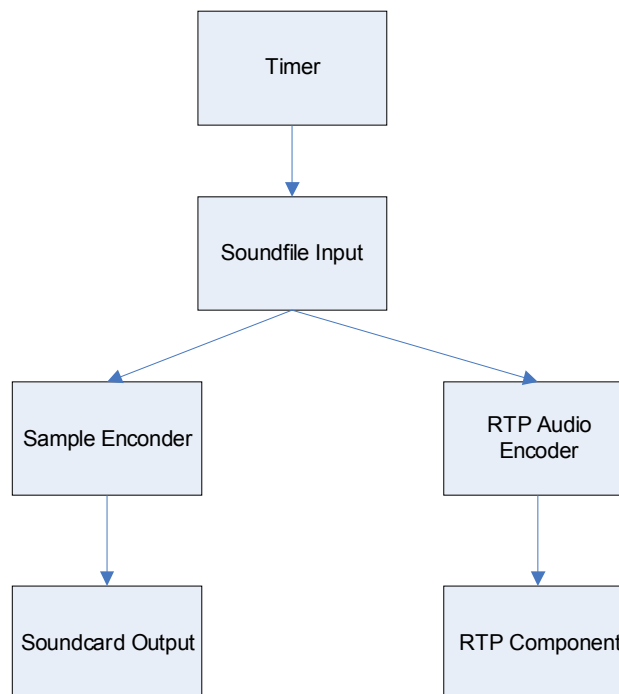 Timer
Soundfile Input
Sample Enconder
RTP Audio
Encoder
Soundcard Output
RTP Component